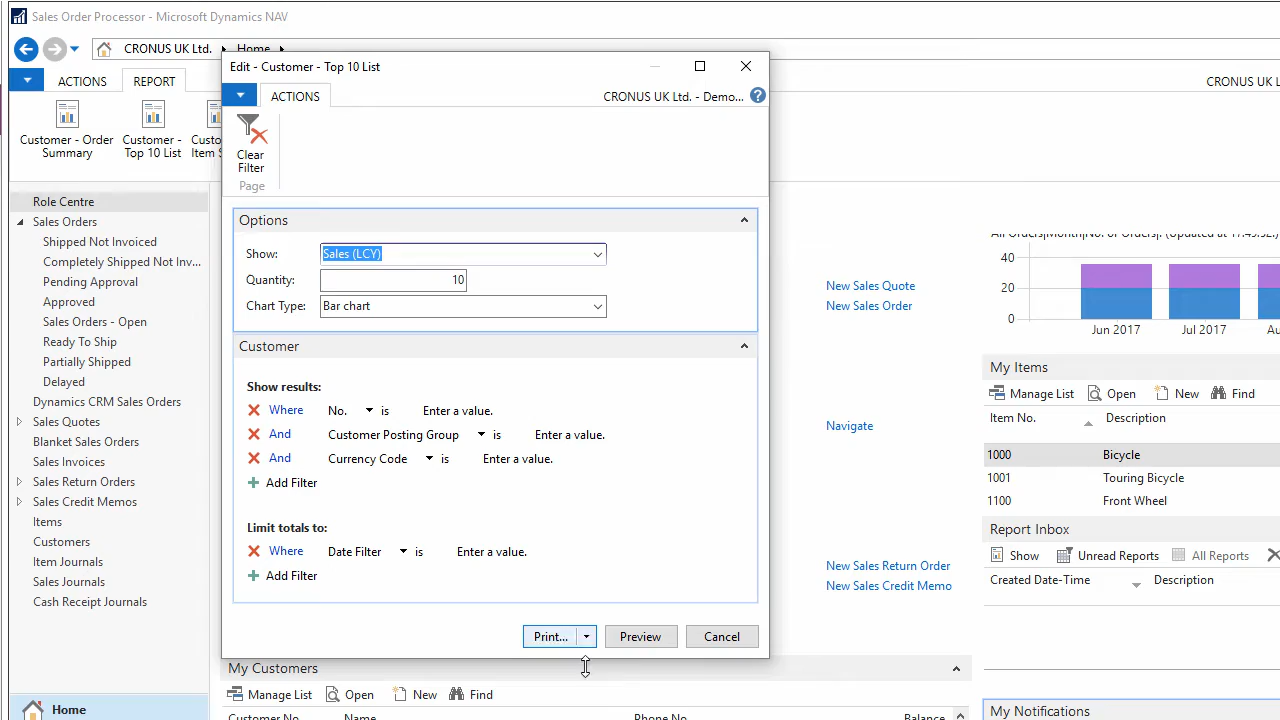 Sales Order Processor - Microsoft Dynamics NAV
CRONUS UK Ltd. Home
ACTIONS REPORT
CRONUS UK
Customer - Order Summary
Customer - Top 10 List
Role Centre
Sales Orders
Shipped Not Invoiced
Completely Shipped Not Inv...
Pending Approval
Approved
Sales Orders - Open
Ready To Ship
Partially Shipped
Delayed
Dynamics CRM Sales Orders
Sales Quotes
Blanket Sales Orders
Sales Invoices
Sales Return Orders
Sales Credit Memos
Items
Customers
Item Journals
Sales Journals
Cash Receipt Journals
Home
Edit - Customer - Top 10 List
ACTIONS
CRONUS UK Ltd. - Demo... ?
Clear
Filter
Page
Options
Show: Sales (LCY)
Quantity: 10
Chart Type: Bar chart
Customer
Show results:
Where No. is Enter a value.
And Customer Posting Group is Enter a value.
And Currency Code is Enter a value.
Add Filter
Limit totals to:
Where Date Filter is Enter a value.
Add Filter
Print... Preview Cancel
My Customers
Manage List Open New Find
Customer No. Name Phone No. Balance
New Sales Quote
New Sales Order
Navigate
New Sales Return Order
New Sales Credit Memo
40
20
0
Jun 2017 Jul 2017
My Items
Manage List Open New Find
Item No. Description
1000 Bicycle
1001 Touring Bicycle
1100 Front Wheel
Report Inbox
Show Unread Reports All Reports
Created Date-Time Description
My Notifications